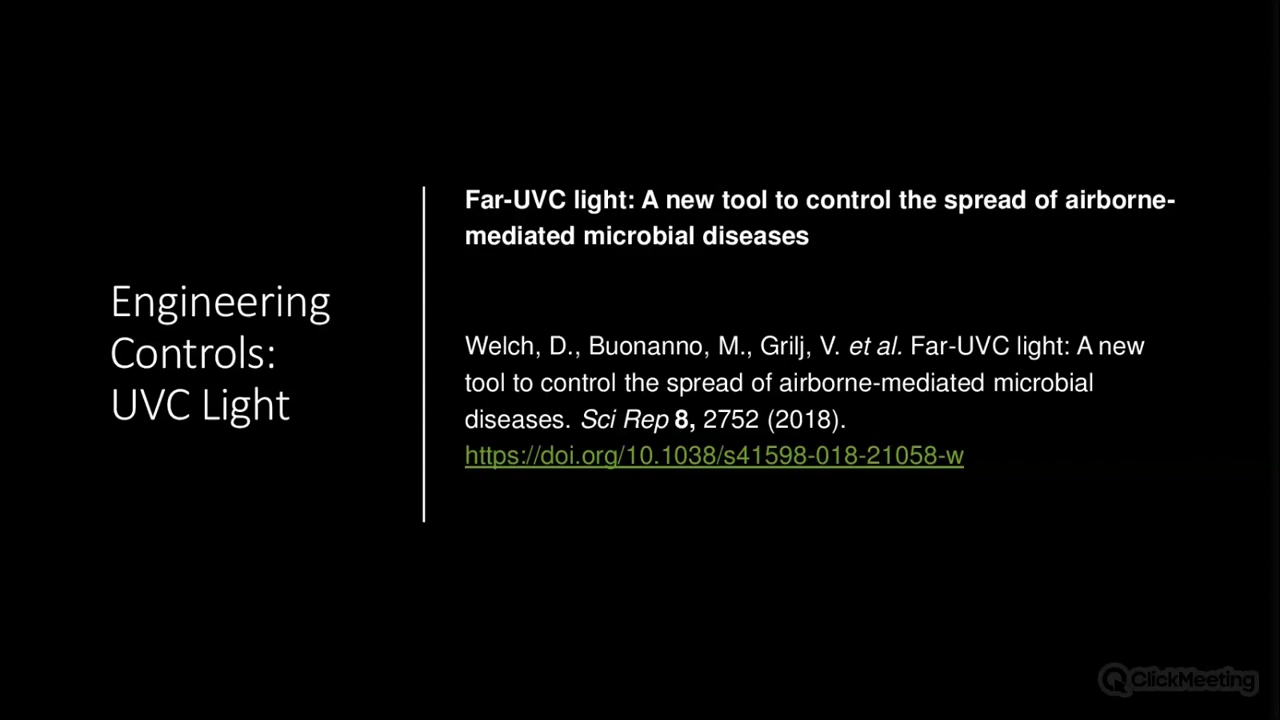 Engineering
Controls:
UVC Light
Far-UVC light: A new tool to control the spread of airborne-
mediated microbial diseases
Welch, D., Buonanno, M., Grilj, V. et al. Far-UVC light: A new
tool to control the spread of airborne-mediated microbial
diseases. Sci Rep 8, 2752 (2018).
https://doi.org/10.1038/s41598-018-21058-w
ClickMeeting